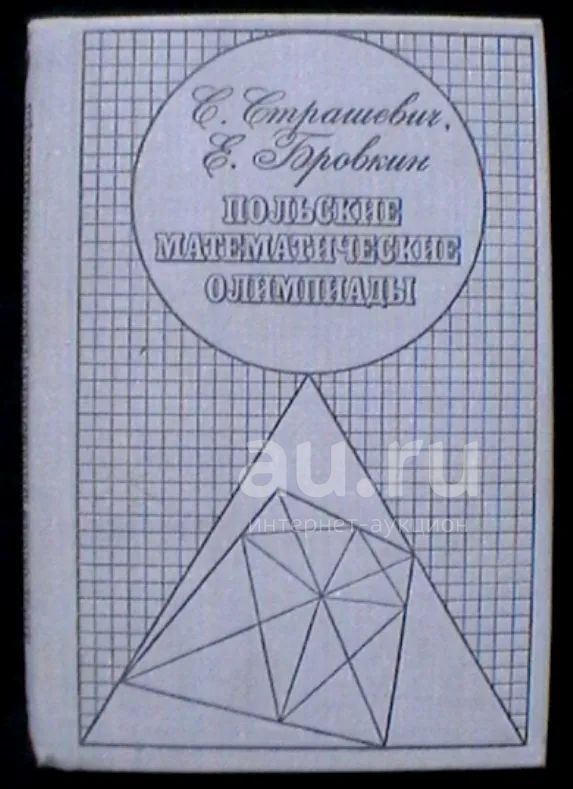 С. Страшевич,
Е. Бровкин
ПОЛЬСКИЕ
МАТЕМАТИЧЕСКИЕ
ОЛИМПИАДЫ
au.ru
интернет-аукцион